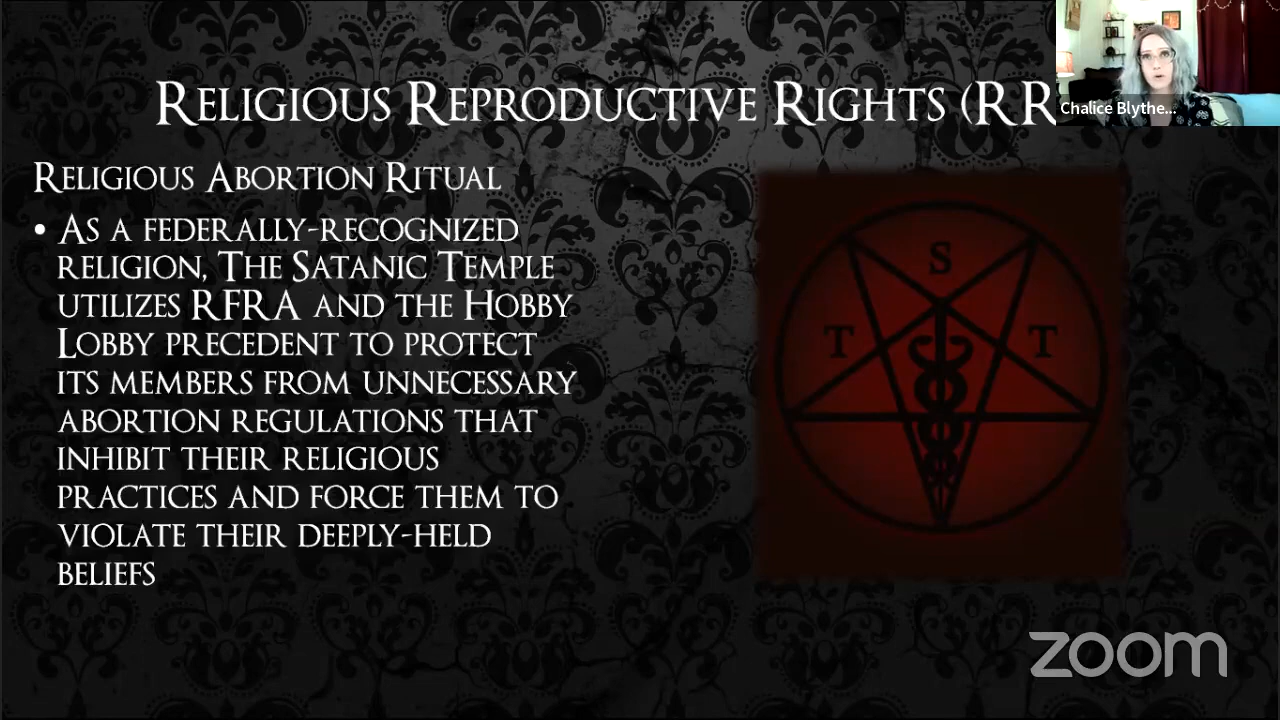 Religious Reproductive Rights (RR
Chalice Blythe...
Religious Abortion Ritual
• As a federally-recognized
religion, The Satanic Temple
utilizes RFRA and the Hobby
Lobby precedent to protect
its members from unnecessary
abortion regulations that
inhibit their religious
practices and force them to
violate their deeply-held
beliefs
S
T T
zoom